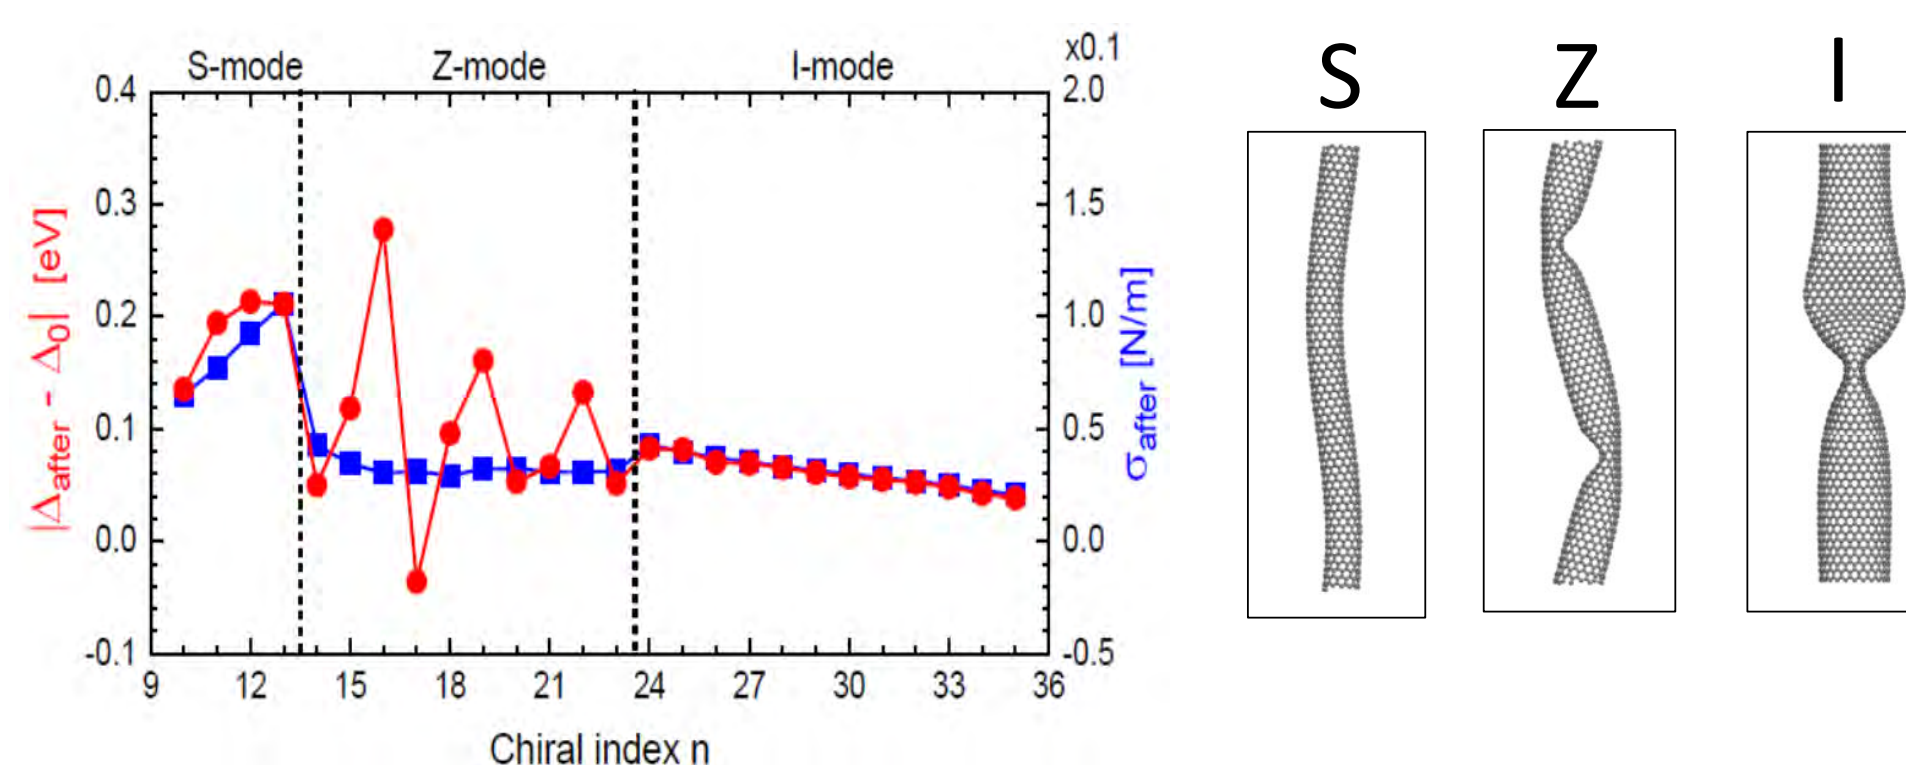 S-mode Z-mode I-mode
x0.1
0.4
0.3
0.2
0.1
0.0
-0.1
2.0
1.5
1.0
0.5
0.0
-0.5
9 12 15 18 21 24 27 30 33 36
|Δafter - Δ0| [eV]
σafter [N/m]
Chiral index n
S Z I